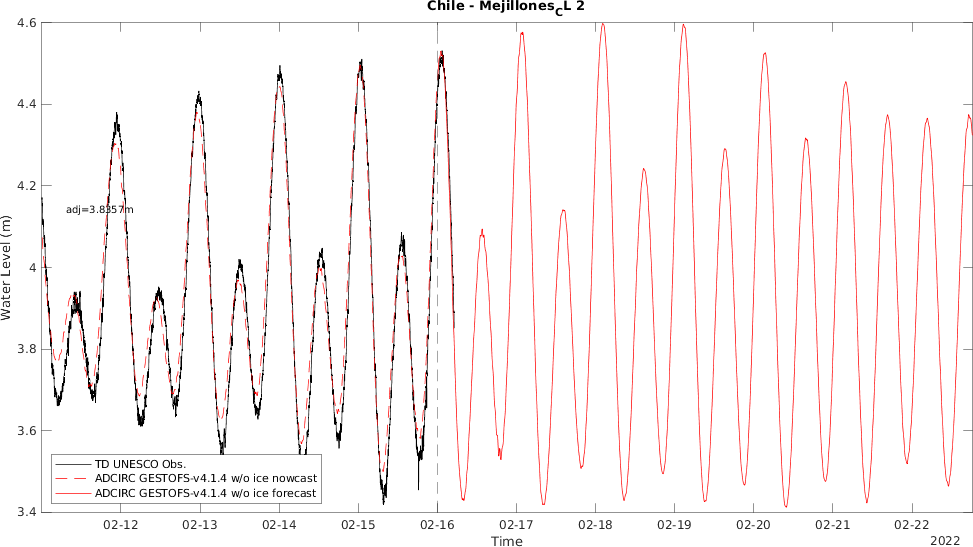 Chile - Mejillones_CL 2
4.6
4.4
4.2
4
3.8
3.6
3.4
Water Level (m)
adj=3.8357m
TD UNESCO Obs.
ADCIRC GESTOFS-v4.1.4 w/o ice nowcast
ADCIRC GESTOFS-v4.1.4 w/o ice forecast
02-12 02-13 02-14 02-15 02-16 02-17 02-18 02-19 02-20 02-21 02-22
Time
2022